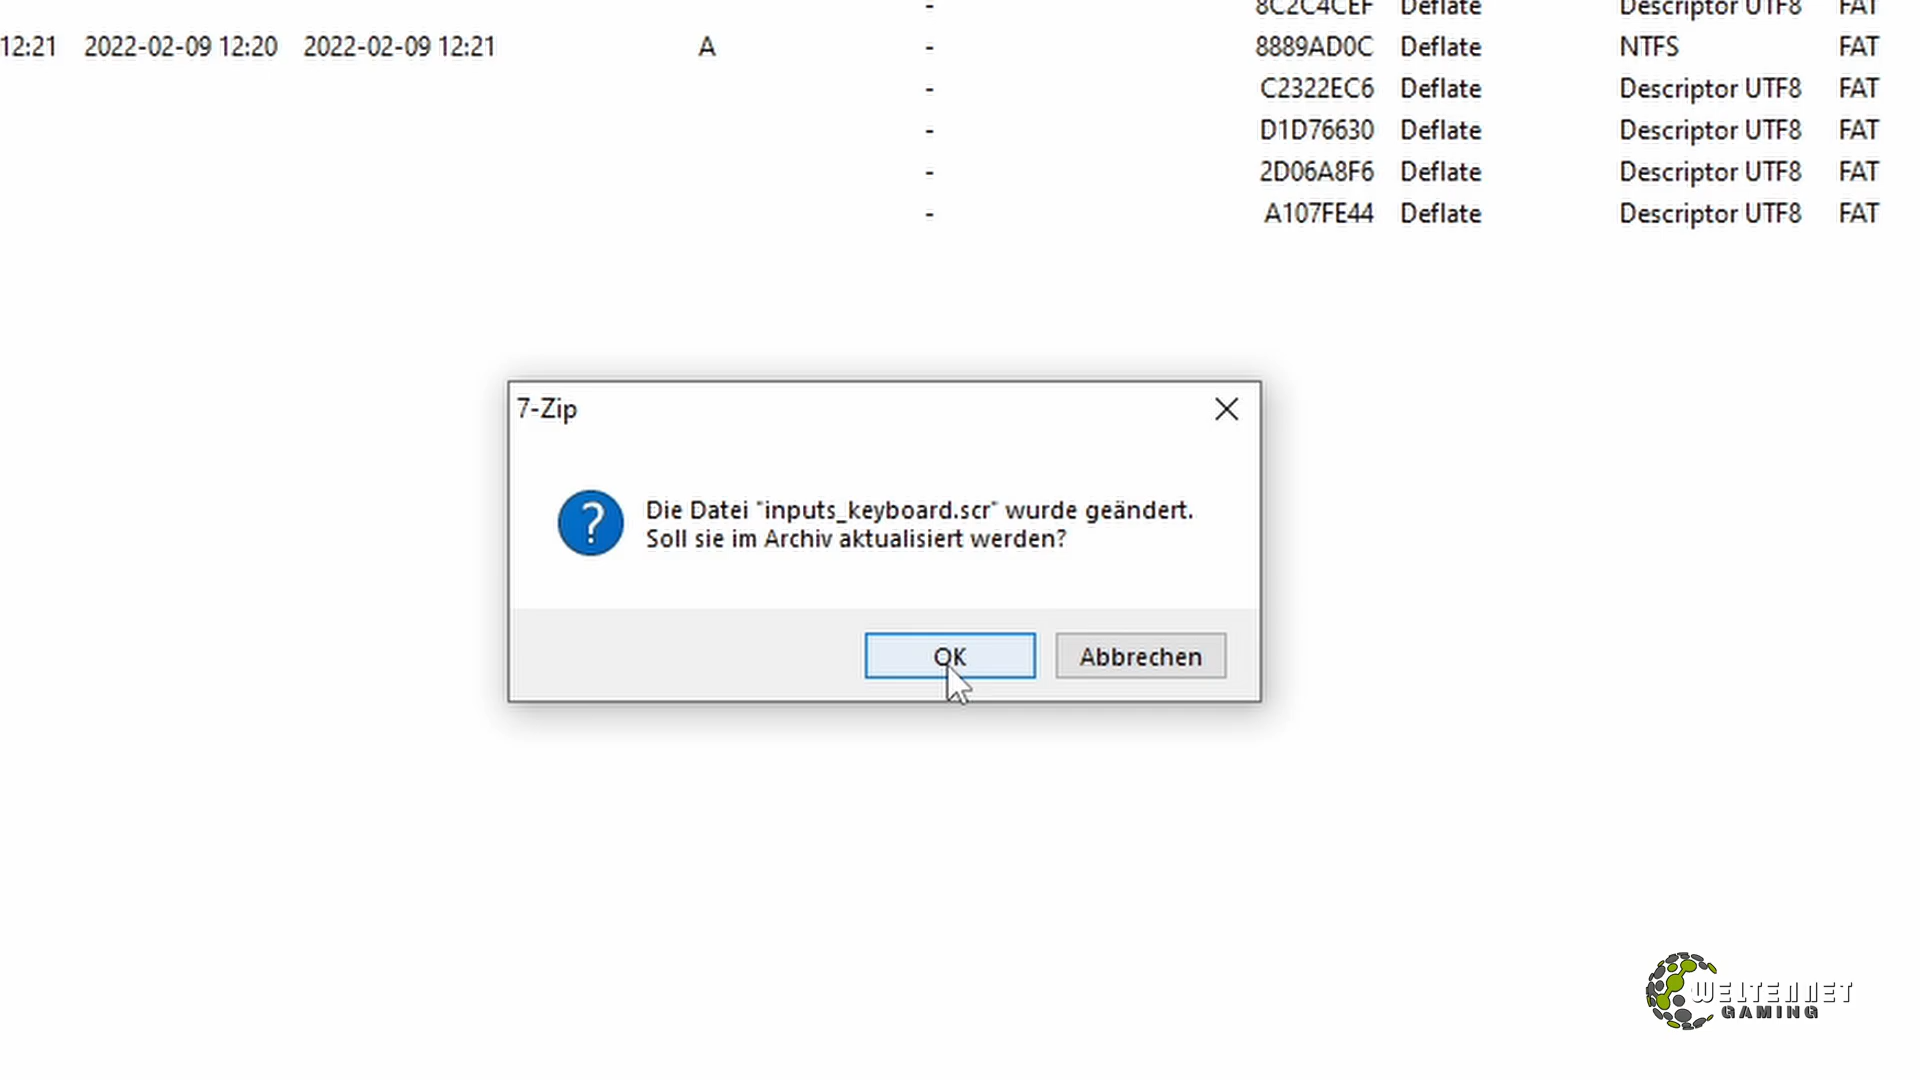 8C2C4CEF Deflate Descriptor UTF8 FAT
12:21 2022-02-09 12:20 2022-02-09 12:21 A - 8889AD0C Deflate NTFS FAT
- C2322EC6 Deflate Descriptor UTF8 FAT
- D1D76630 Deflate Descriptor UTF8 FAT
- 2D06A8F6 Deflate Descriptor UTF8 FAT
- A107FE44 Deflate Descriptor UTF8 FAT
7-Zip
Die Datei "inputs_keyboard.scr" wurde geändert.
Soll sie im Archiv aktualisiert werden?
OK Abbrechen
WELTENNET
GAMING